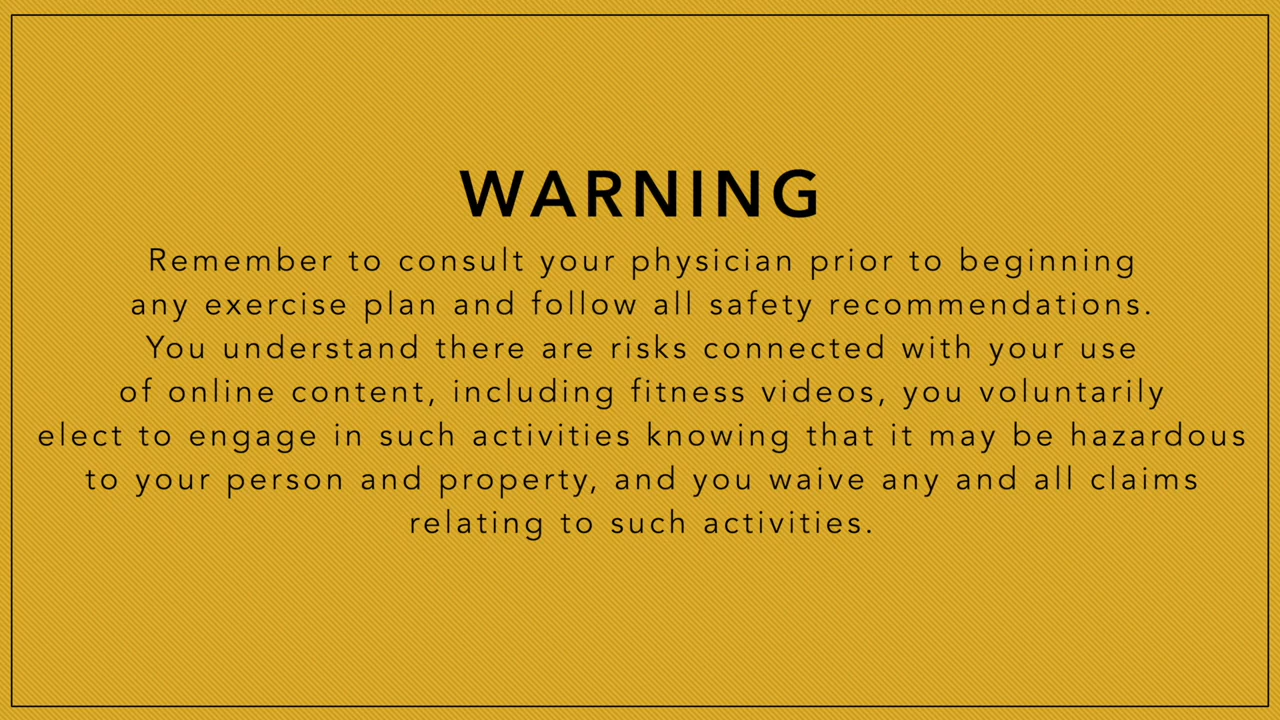 WARNING
Remember to consult your physician prior to beginning
any exercise plan and follow all safety recommendations.
You understand there are risks connected with your use
of online content, including fitness videos, you voluntarily
elect to engage in such activities knowing that it may be hazardous
to your person and property, and you waive any and all claims
relating to such activities.